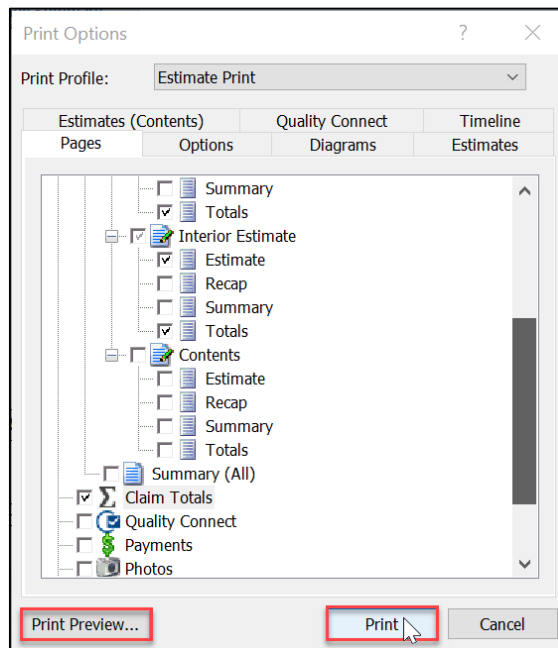 Print Options
Print Profile: Estimate Print
Estimates (Contents) Quality Connect Timeline
Pages Options Diagrams Estimates
Summary
Totals
Interior Estimate
Estimate
Recap
Summary
Totals
Contents
Estimate
Recap
Summary
Totals
Summary (All)
Claim Totals
Quality Connect
Payments
Photos
Print Preview... Print Cancel